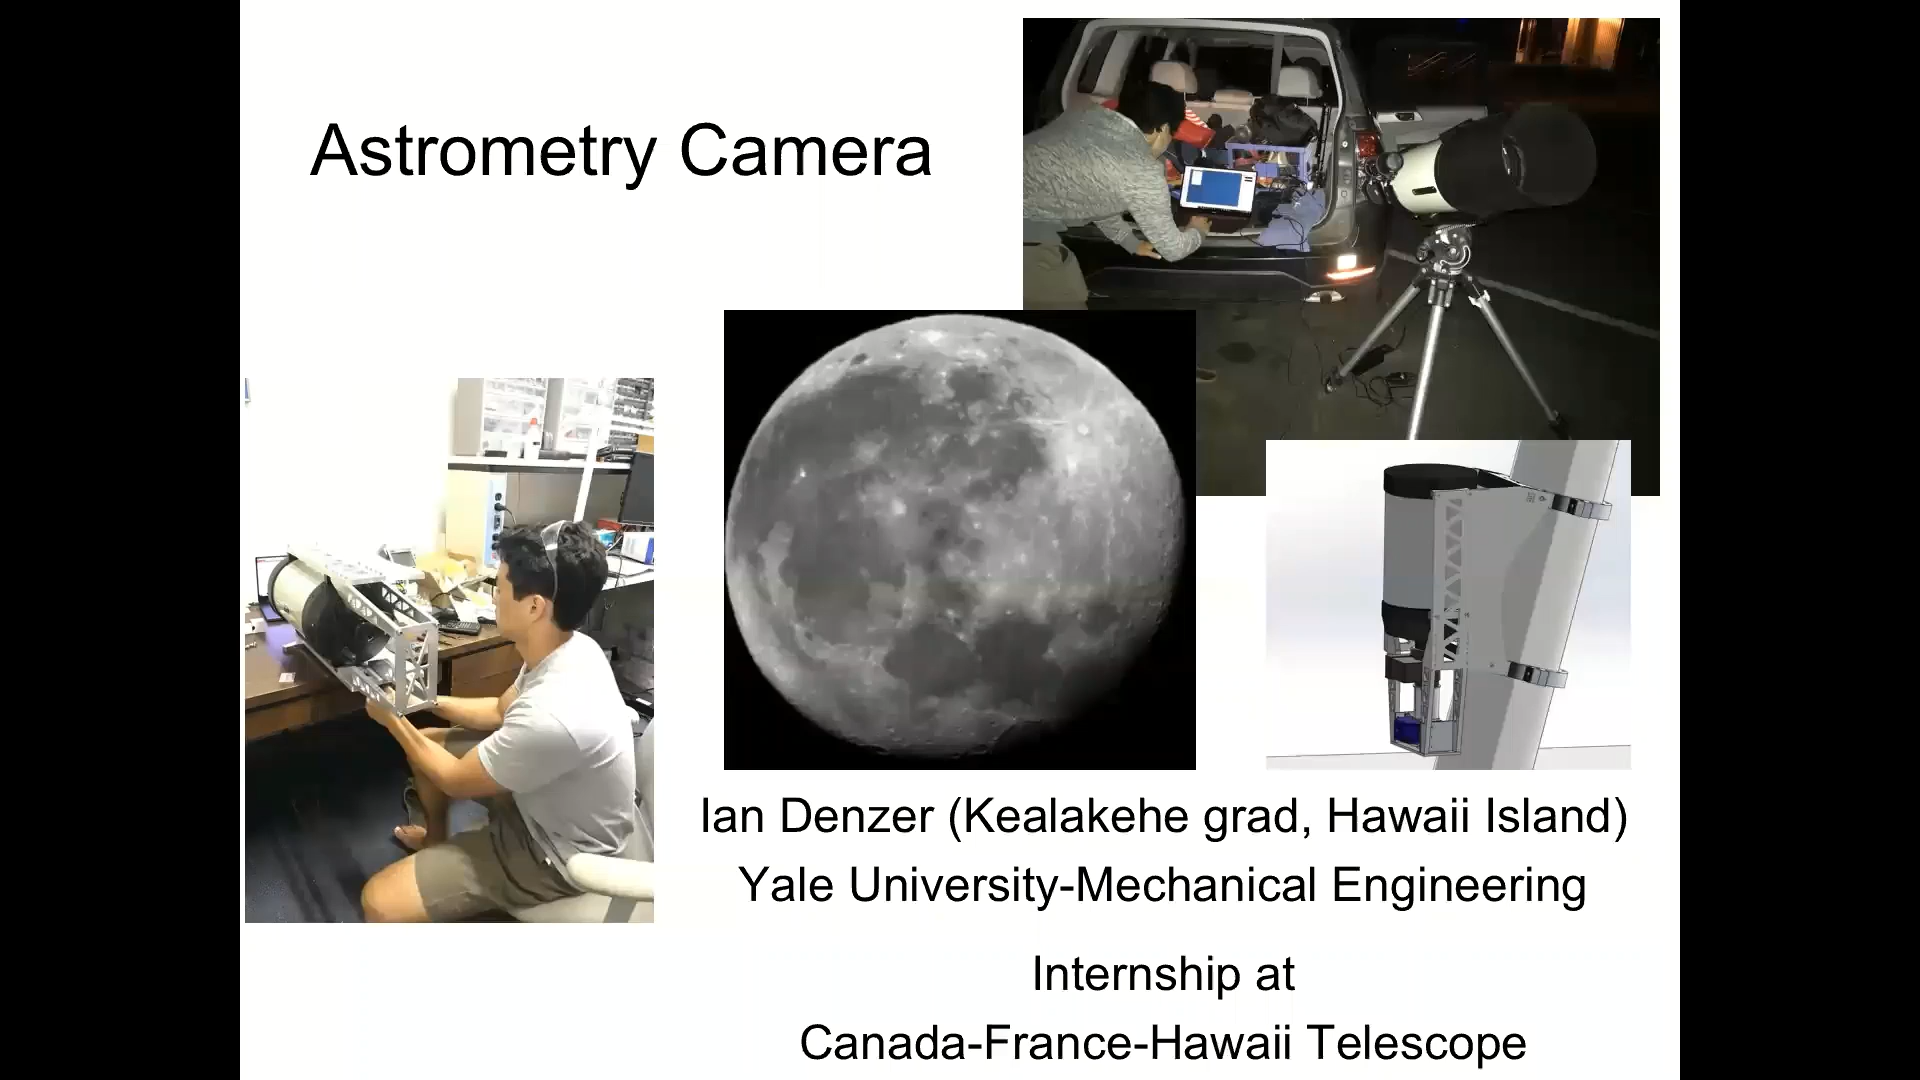 Astrometry Camera
Ian Denzer (Kealakehe grad, Hawaii Island)
Yale University-Mechanical Engineering
Internship at
Canada-France-Hawaii Telescope